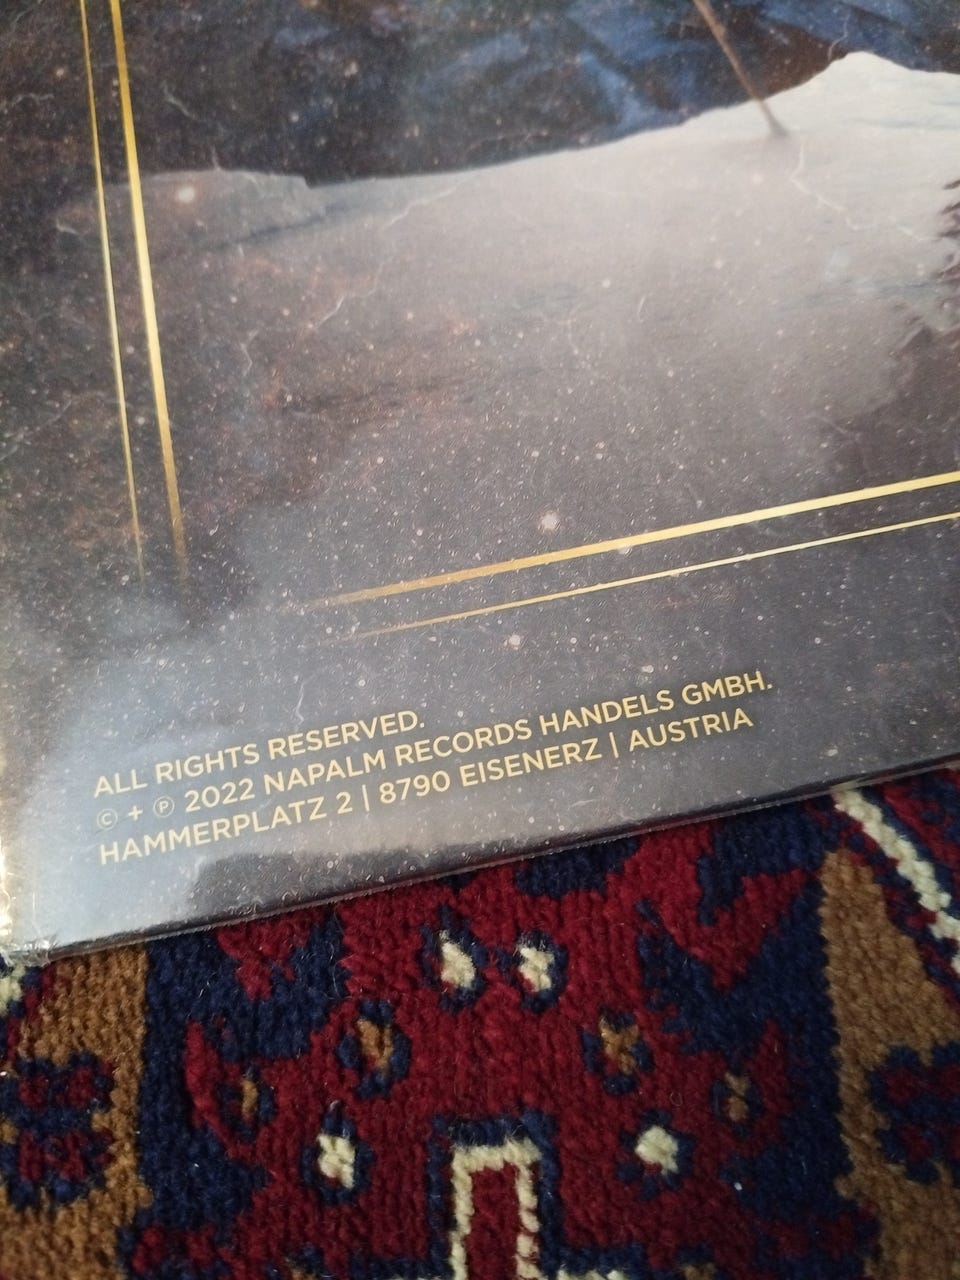 ALL RIGHTS RESERVED.
© + ℗ 2022 NAPALM RECORDS HANDELS GMBH.
HAMMERPLATZ 2 | 8790 EISENERZ | AUSTRIA